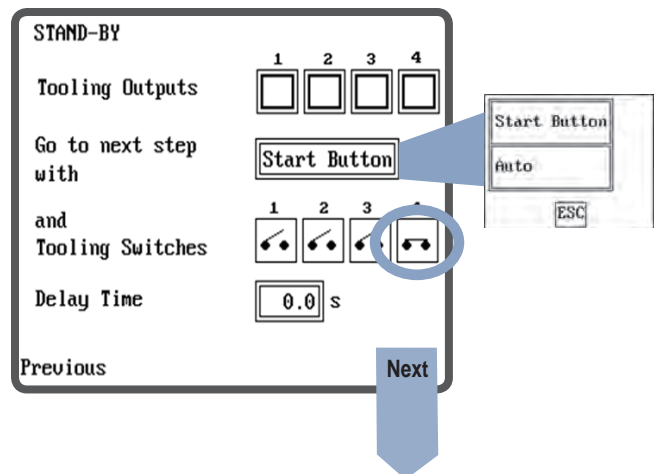 STAND-BY
1 2 3 4
Tooling Outputs
Go to next step
with
Start Button
Start Button
Auto
ESC
and
Tooling Switches
1 2 3
Delay Time
0.0 s
Previous
Next